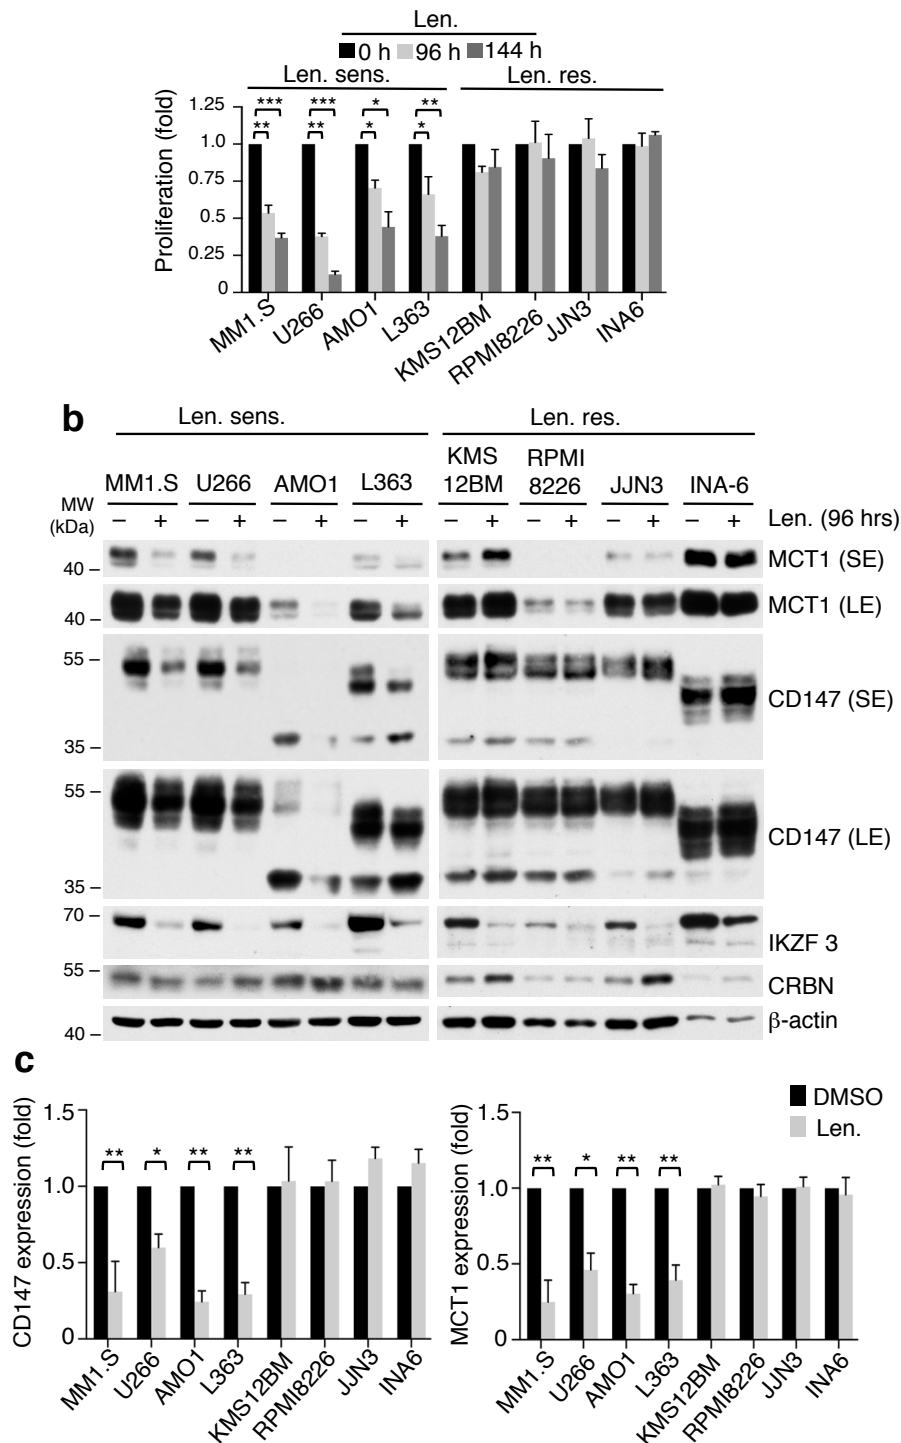 Len.
0 h 96 h 144 h
Len. sens. Len. res.
Proliferation (fold)
1.25
1.0
0.75
0.5
0.25
0
*** *** * **
** ** * *
MM1.S U266 AMO1 L363 KMS12BM RPMI8226 JJN3 INA6
b
Len. sens. Len. res.
MM1.S U266 AMO1 L363 KMS 12BM RPMI 8226 JJN3 INA-6
MW (kDa)
– + – + – + – + – + – + – + – + Len. (96 hrs)
40 – MCT1 (SE)
40 – MCT1 (LE)
55 –
CD147 (SE)
35 –
55 –
CD147 (LE)
35 –
70 –
IKZF 3
55 –
CRBN
40 – β-actin
c
DMSO
Len.
CD147 expression (fold)
1.5
1.0
0.5
0
** * ** **
MM1.S U266 AMO1 L363 KMS12BM RPMI8226 JJN3 INA6
MCT1 expression (fold)
1.5
1.0
0.5
0
** * ** **
MM1.S U266 AMO1 L363 KMS12BM RPMI8226 JJN3 INA6